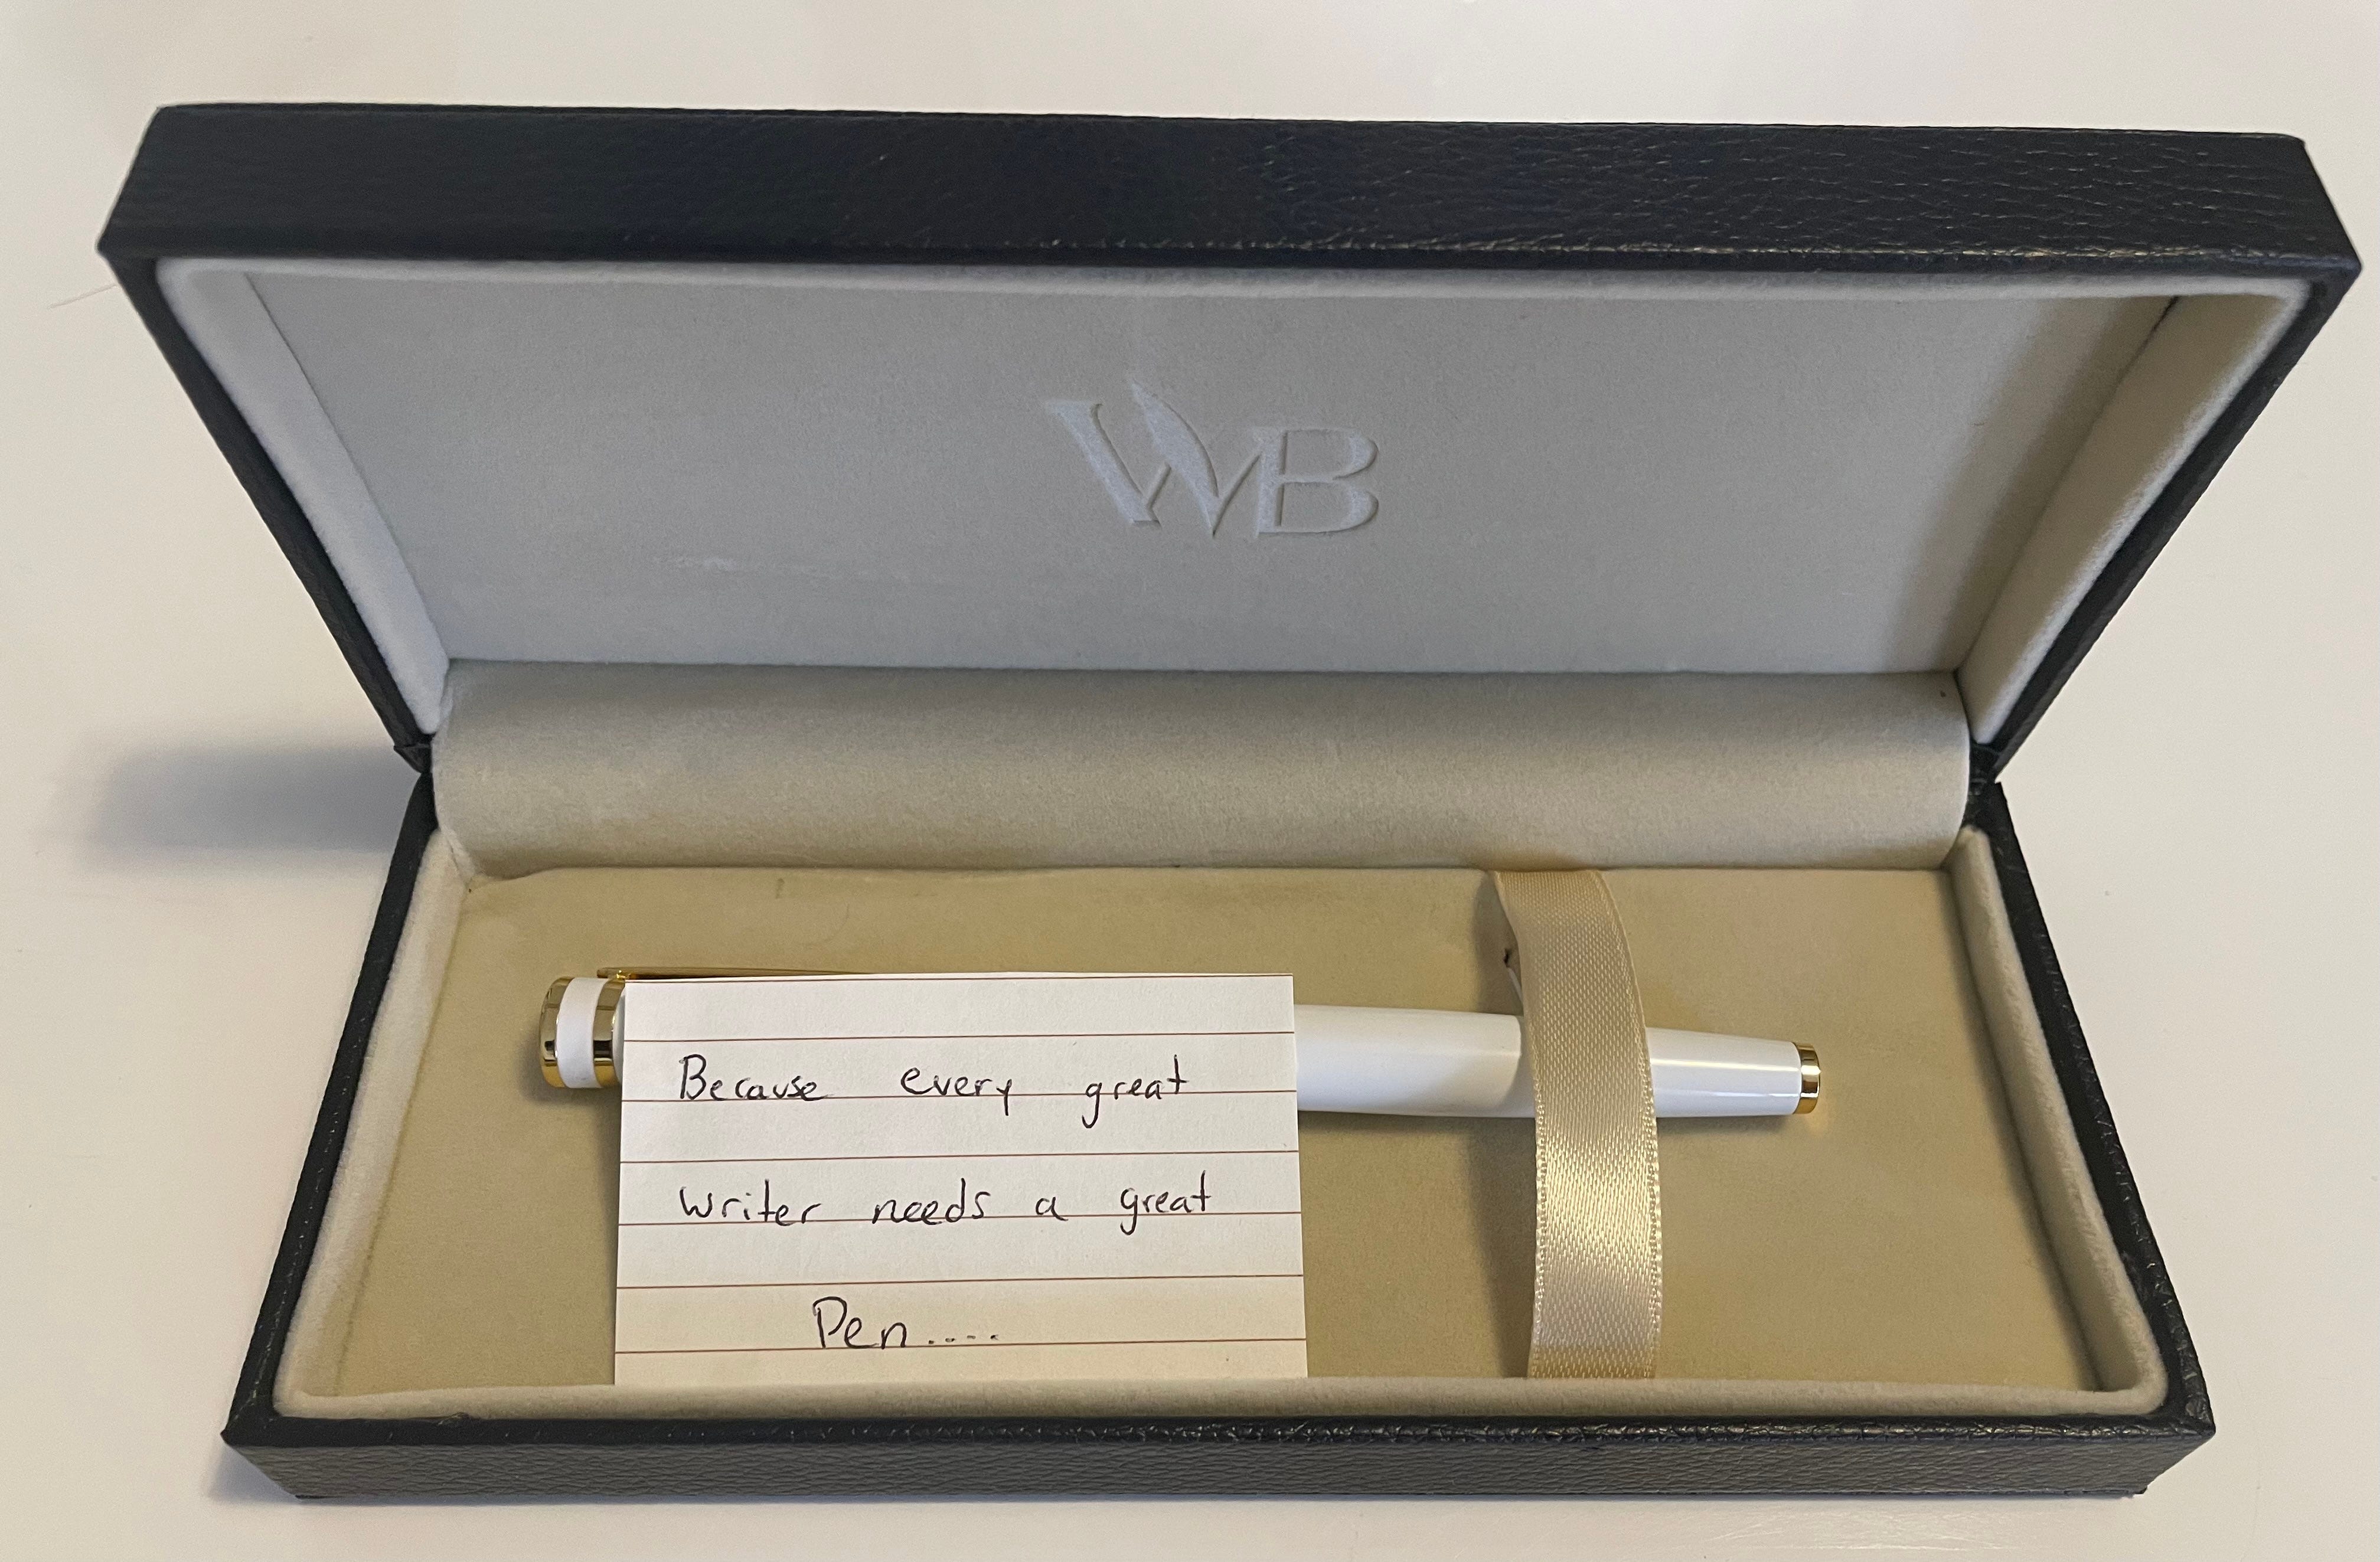 WB
Because every great
writer needs a great
Pen....